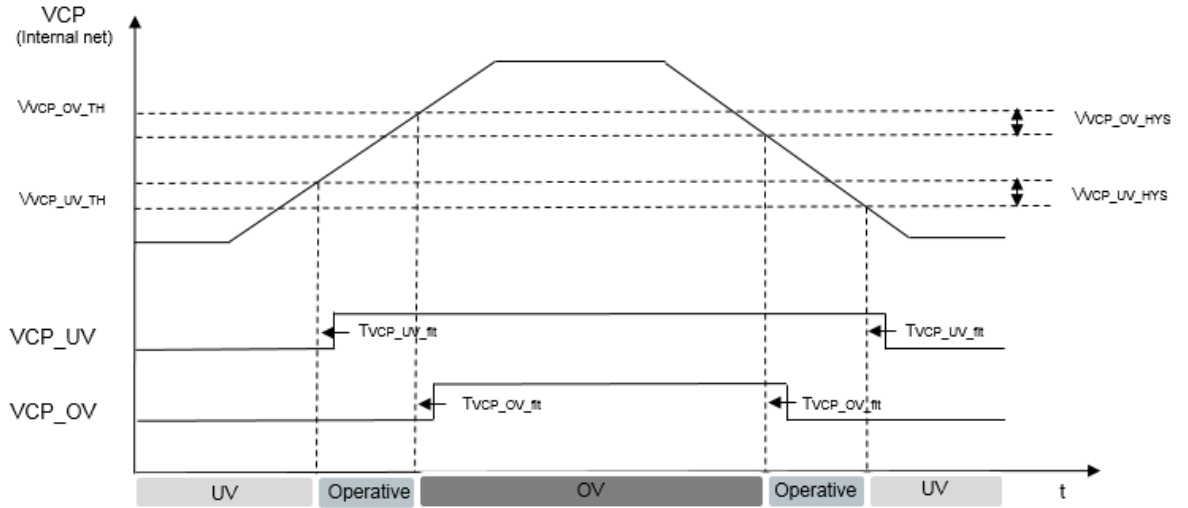 VCP
(Internal net)
VVCP_OV_TH
VVCP_OV_HYS
VVCP_UV_TH
VVCP_UV_HYS
VCP_UV
TVCP_UV_flt
TVCP_UV_flt
VCP_OV
TVCP_OV_flt
TVCP_OV_flt
UV
Operative
OV
Operative
UV
t